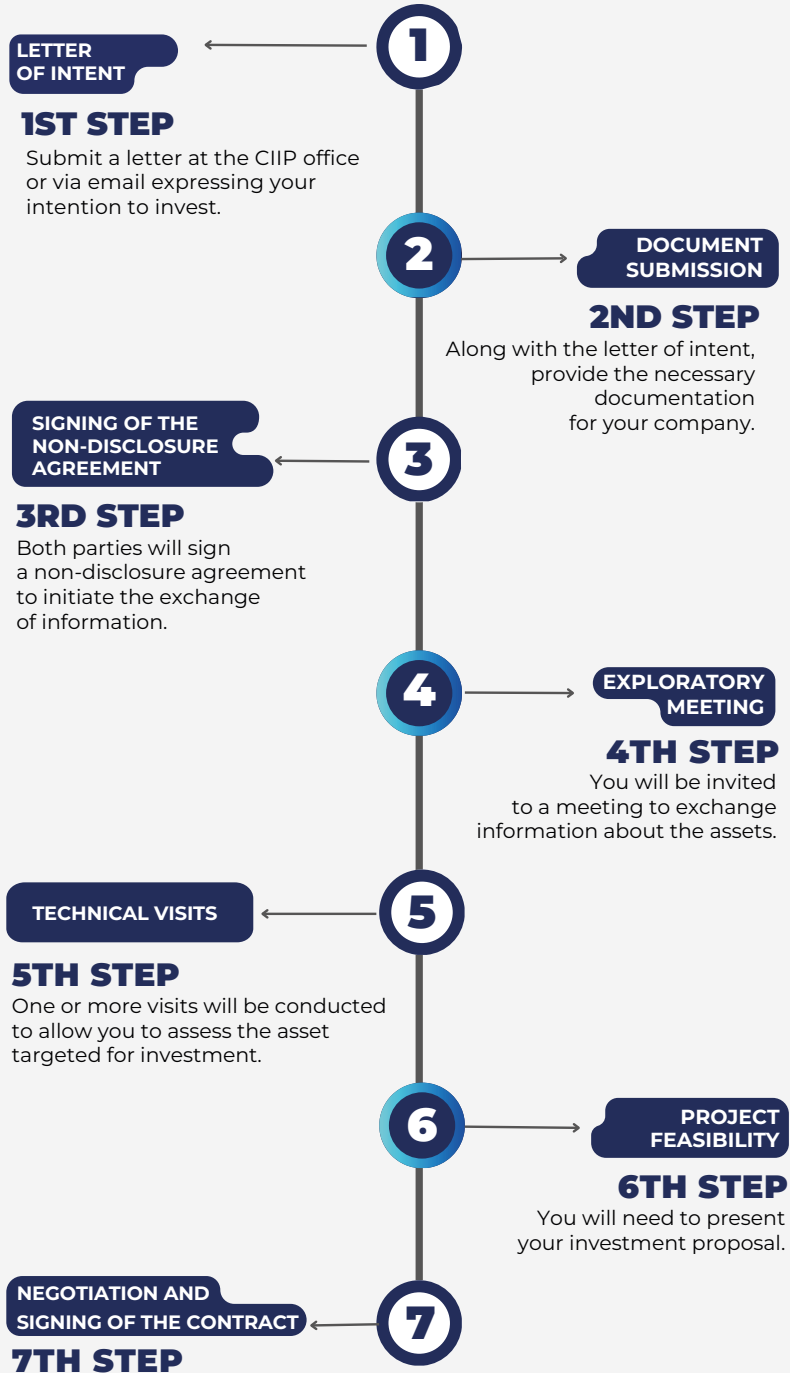 1
LETTER
OF INTENT
1ST STEP
Submit a letter at the CIIP office
or via email expressing your
intention to invest.
2
DOCUMENT
SUBMISSION
2ND STEP
Along with the letter of intent,
provide the necessary
documentation
for your company.
3
SIGNING OF THE
NON-DISCLOSURE
AGREEMENT
3RD STEP
Both parties will sign
a non-disclosure agreement
to initiate the exchange
of information.
4
EXPLORATORY
MEETING
4TH STEP
You will be invited
to a meeting to exchange
information about the assets.
5
TECHNICAL VISITS
5TH STEP
One or more visits will be conducted
to allow you to assess the asset
targeted for investment.
6
PROJECT
FEASIBILITY
6TH STEP
You will need to present
your investment proposal.
7
NEGOTIATION AND
SIGNING OF THE CONTRACT
7TH STEP